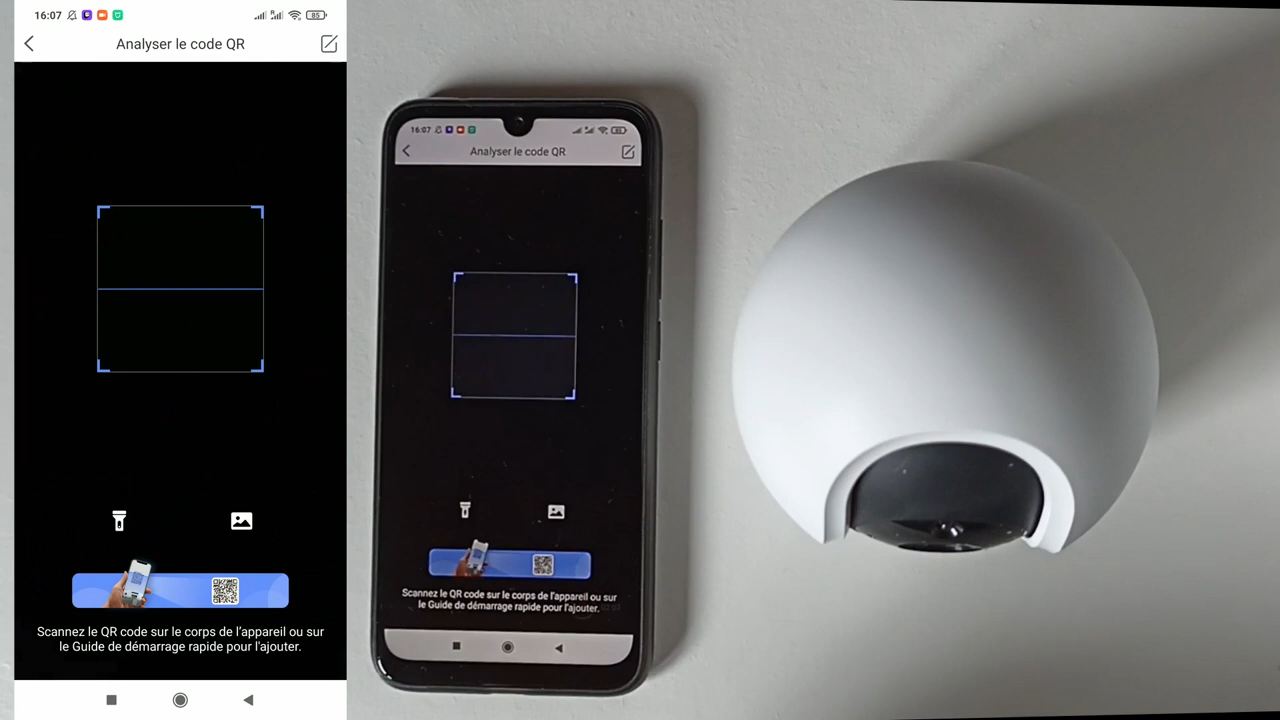 16:07
85
Analyser le code QR
Scannez le QR code sur le corps de l'appareil ou sur
le Guide de démarrage rapide pour l'ajouter.
16:07
Analyser le code QR
Scannez le QR code sur le corps de l'appareil ou sur
le Guide de démarrage rapide pour l'ajouter.